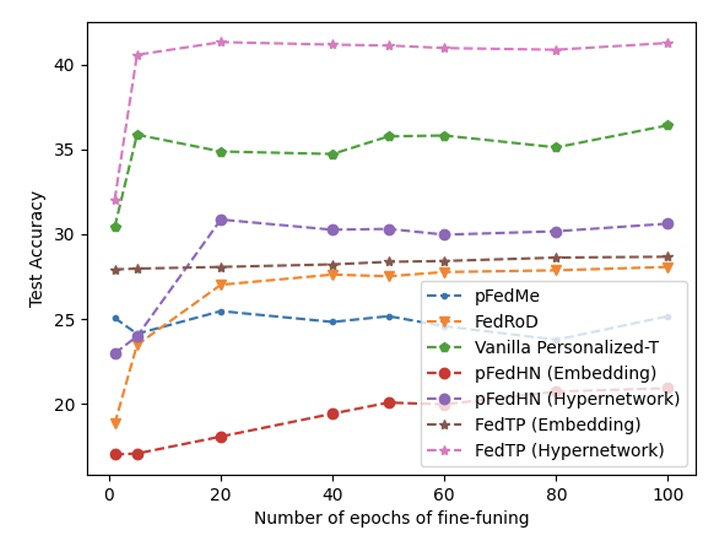 40
35
30
25
20
Test Accuracy
pFedMe
FedRoD
Vanilla Personalized-T
pFedHN (Embedding)
pFedHN (Hypernetwork)
FedTP (Embedding)
FedTP (Hypernetwork)
0 20 40 60 80 100
Number of epochs of fine-funing